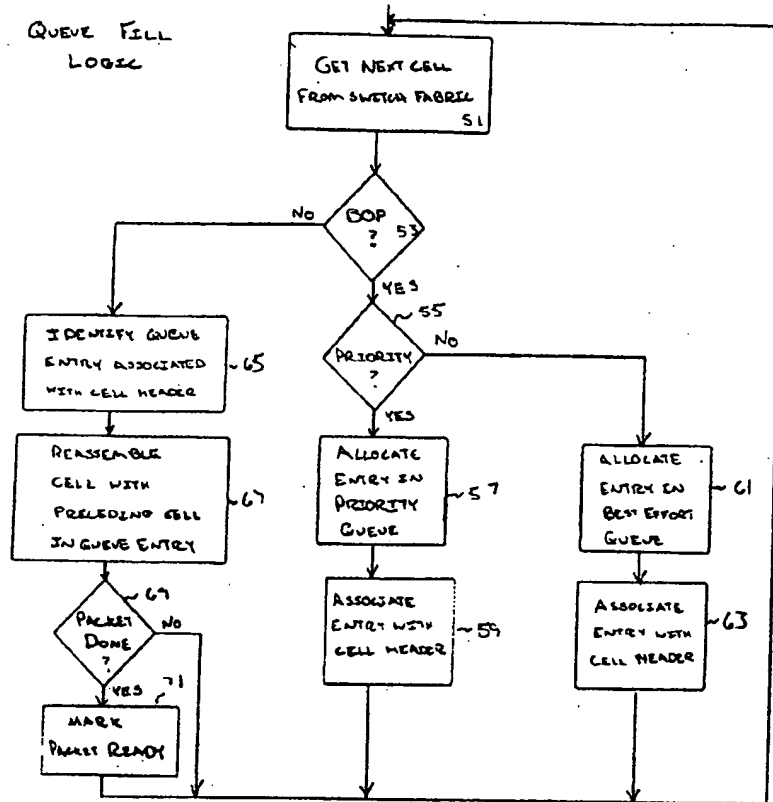 QUEUE FILL
LOGIC
GET NEXT CELL
FROM SWITCH FABRIC
51
BOP
?
53
NO
YES
55
PRIORITY
?
NO
YES
IDENTIFY QUEUE
ENTRY ASSOCIATED
WITH CELL HEADER
65
REASSEMBLE
CELL WITH
PRECEDING CELL
IN QUEUE ENTRY
67
ALLOCATE
ENTRY IN
PRIORITY
QUEUE
57
ALLOCATE
ENTRY IN
BEST EFFORT
QUEUE
61
69
PACKET
DONE
?
NO
YES
ASSOCIATE
ENTRY WITH
CELL HEADER
59
ASSOCIATE
ENTRY WITH
CELL HEADER
63
71
MARK
PACKET READY